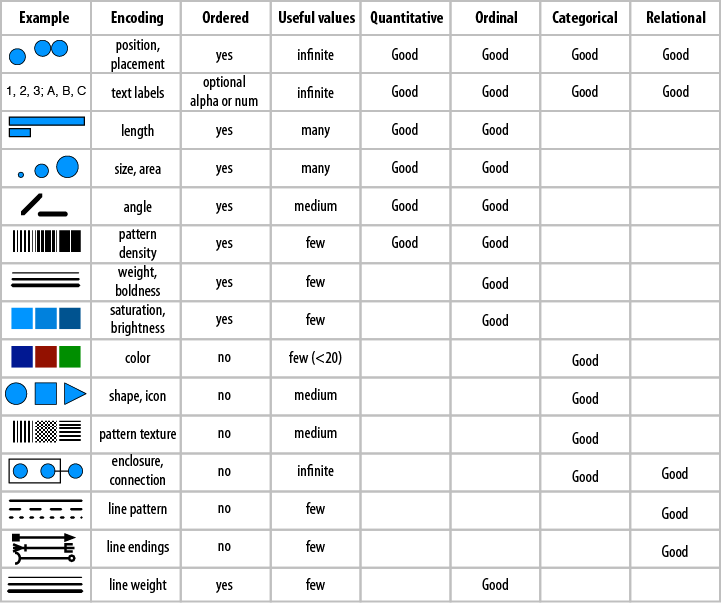 Example Encoding Ordered Useful values Quantitative Ordinal Categorical Relational
position,
placement yes infinite Good Good Good Good
1, 2, 3; A, B, C text labels optional
alpha or num infinite Good Good Good Good
length yes many Good Good
size, area yes many Good Good
angle yes medium Good Good
pattern
density yes few Good Good
weight,
boldness yes few Good
saturation,
brightness yes few Good
color no few (<20) Good
shape, icon no medium Good
pattern texture no medium Good
enclosure,
connection no infinite Good Good
line pattern no few Good
line endings no few Good
line weight yes few Good